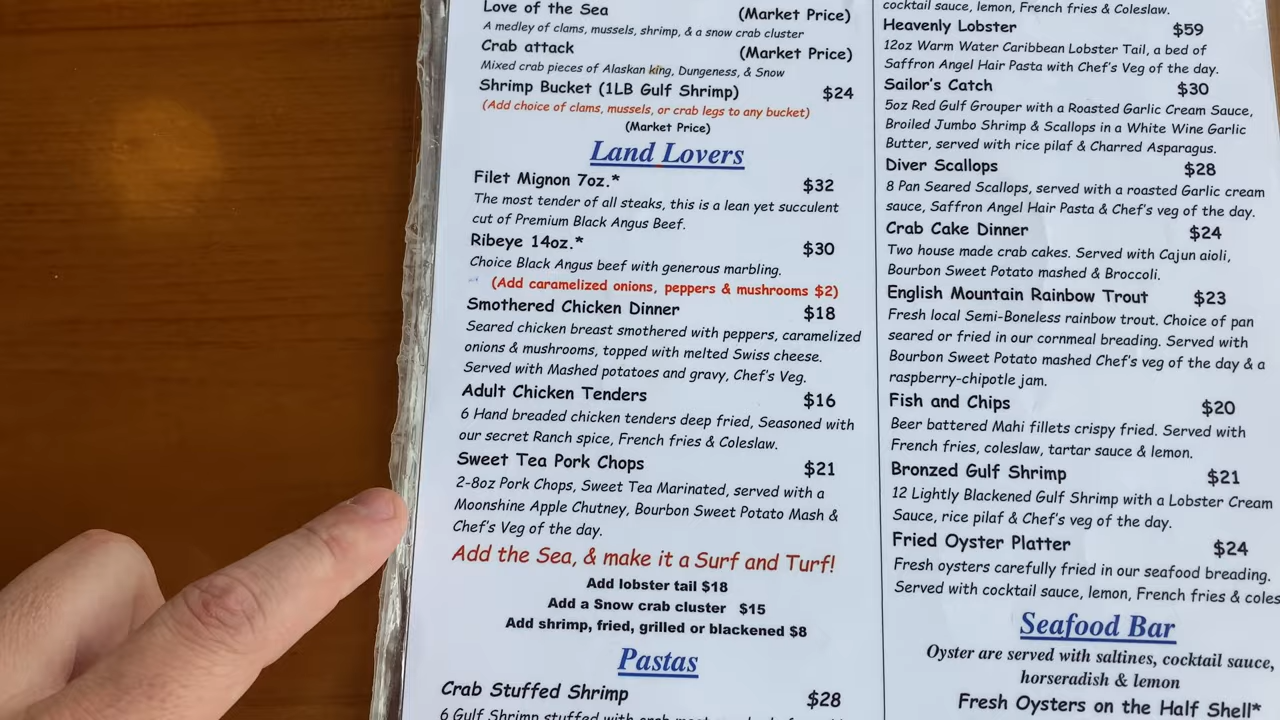 Love of the Sea (Market Price)
A medley of clams, mussels, shrimp, & a snow crab cluster
Crab attack (Market Price)
Mixed crab pieces of Alaskan king, Dungeness, & Snow
Shrimp Bucket (1LB Gulf Shrimp) $24
(Add choice of clams, mussels, or crab legs to any bucket)
(Market Price)
Land Lovers
Filet Mignon 7oz.* $32
The most tender of all steaks, this is a lean yet succulent
cut of Premium Black Angus Beef.
Ribeye 14oz.* $30
Choice Black Angus beef with generous marbling.
(Add caramelized onions, peppers & mushrooms $2)
Smothered Chicken Dinner $18
Seared chicken breast smothered with peppers, caramelized
onions & mushrooms, topped with melted Swiss cheese.
Served with Mashed potatoes and gravy, Chef's Veg.
Adult Chicken Tenders $16
6 Hand breaded chicken tenders deep fried, Seasoned with
our secret Ranch spice, French fries & Coleslaw.
Sweet Tea Pork Chops $21
2-8oz Pork Chops, Sweet Tea Marinated, served with a
Moonshine Apple Chutney, Bourbon Sweet Potato Mash &
Chef's Veg of the day.
Add the Sea, & make it a Surf and Turf!
Add lobster tail $18
Add a Snow crab cluster $15
Add shrimp, fried, grilled or blackened $8
Pastas
Crab Stuffed Shrimp $28
6 Gulf Shrimp stuffed with crab
cocktail sauce, lemon, French fries & Coleslaw.
Heavenly Lobster $59
12oz Warm Water Caribbean Lobster Tail, a bed of
Saffron Angel Hair Pasta with Chef's Veg of the day.
Sailor's Catch $30
5oz Red Gulf Grouper with a Roasted Garlic Cream Sauce,
Broiled Jumbo Shrimp & Scallops in a White Wine Garlic
Butter, served with rice pilaf & Charred Asparagus.
Diver Scallops $28
8 Pan Seared Scallops, served with a roasted Garlic cream
sauce, Saffron Angel Hair Pasta & Chef's veg of the day.
Crab Cake Dinner $24
Two house made crab cakes. Served with Cajun aioli,
Bourbon Sweet Potato mashed & Broccoli.
English Mountain Rainbow Trout $23
Fresh local Semi-Boneless rainbow trout. Choice of pan
seared or fried in our cornmeal breading. Served with
Bourbon Sweet Potato mashed Chef's veg of the day & a
raspberry-chipotle jam.
Fish and Chips $20
Beer battered Mahi fillets crispy fried. Served with
French fries, coleslaw, tartar sauce & lemon.
Bronzed Gulf Shrimp $21
12 Lightly Blackened Gulf Shrimp with a Lobster Cream
Sauce, rice pilaf & Chef's veg of the day.
Fried Oyster Platter $24
Fresh oysters carefully fried in our seafood breading.
Served with cocktail sauce, lemon, French fries & coles
Seafood Bar
Oyster are served with saltines, cocktail sauce,
horseradish & lemon
Fresh Oysters on the Half Shell*